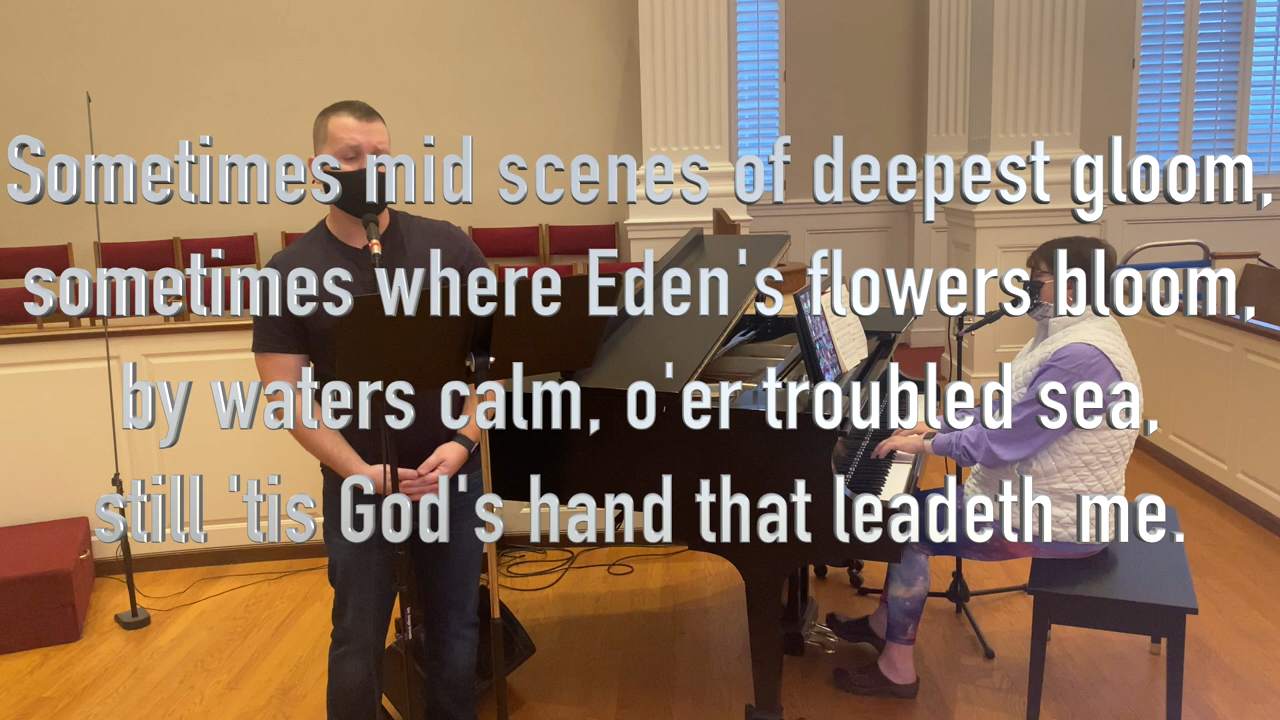 Sometimes mid scenes of deepest gloom,
sometimes where Eden's flowers bloom,
by waters calm, o'er troubled sea,
still 'tis God's hand that leadeth me.